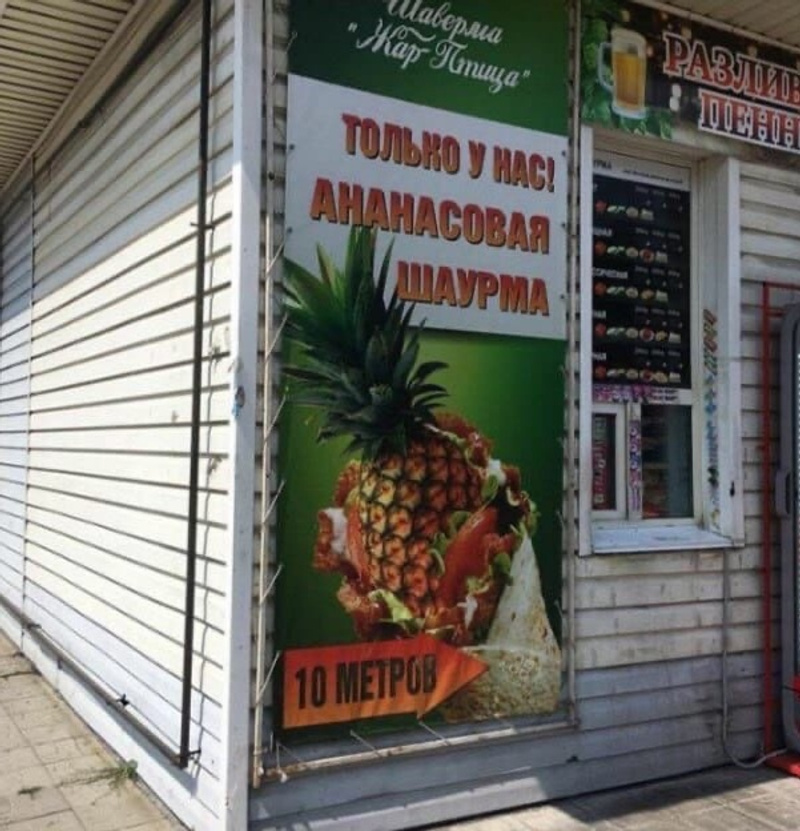 Шаверма
"Жар Птица"
ТОЛЬКО У НАС!
АНАНАСОВАЯ
ШАУРМА
10 МЕТРОВ
РАЗЛИВ
ПЕНН